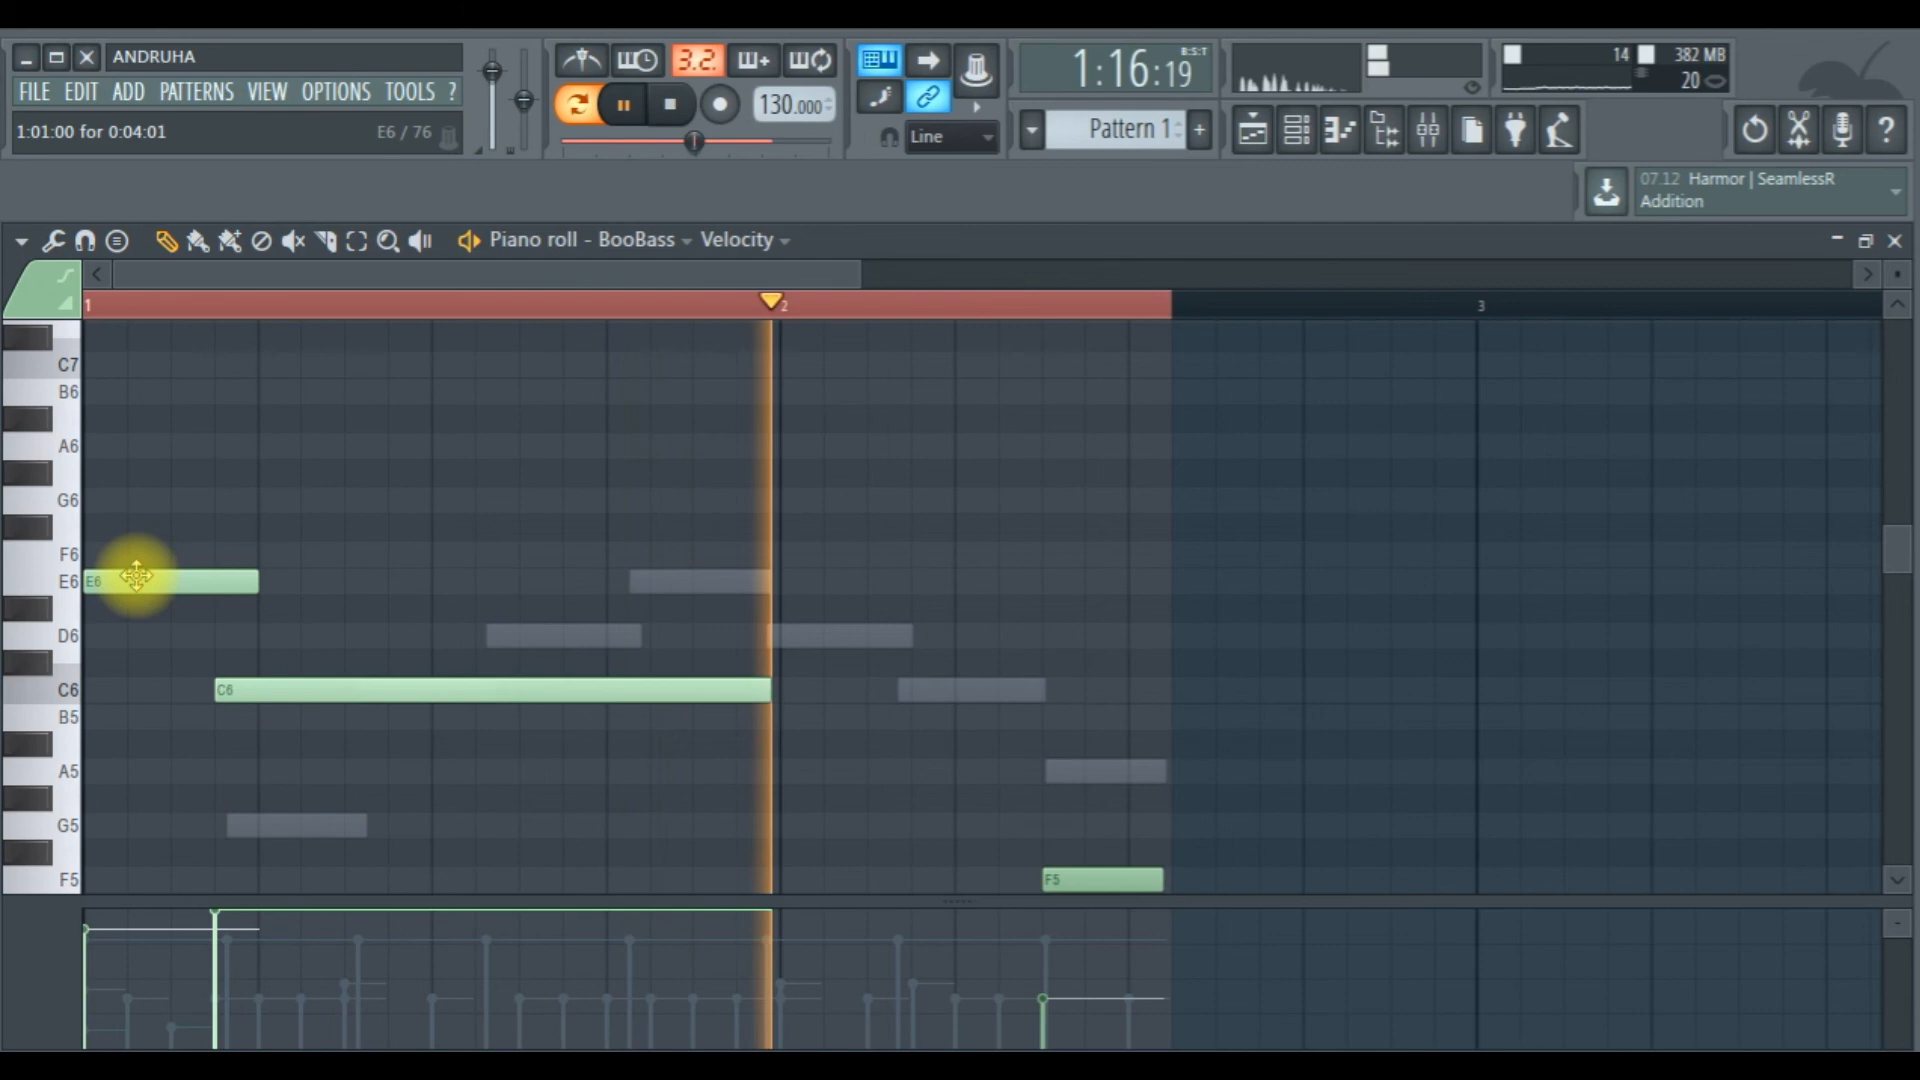 ANDRUHA
FILE EDIT ADD PATTERNS VIEW OPTIONS TOOLS ?
1:01:00 for 0:04:01 E6 / 76
3.2.
130.000
Line
1:16:19
B:S:T
Pattern 1
+
14
382 MB
20
?
07.12 Harmor | SeamlessR
Addition
Piano roll - BooBass Velocity
1
2
3
C7
B6
A6
G6
F6
E6
D6
C6
B5
A5
G5
F5
E6
C6
F5